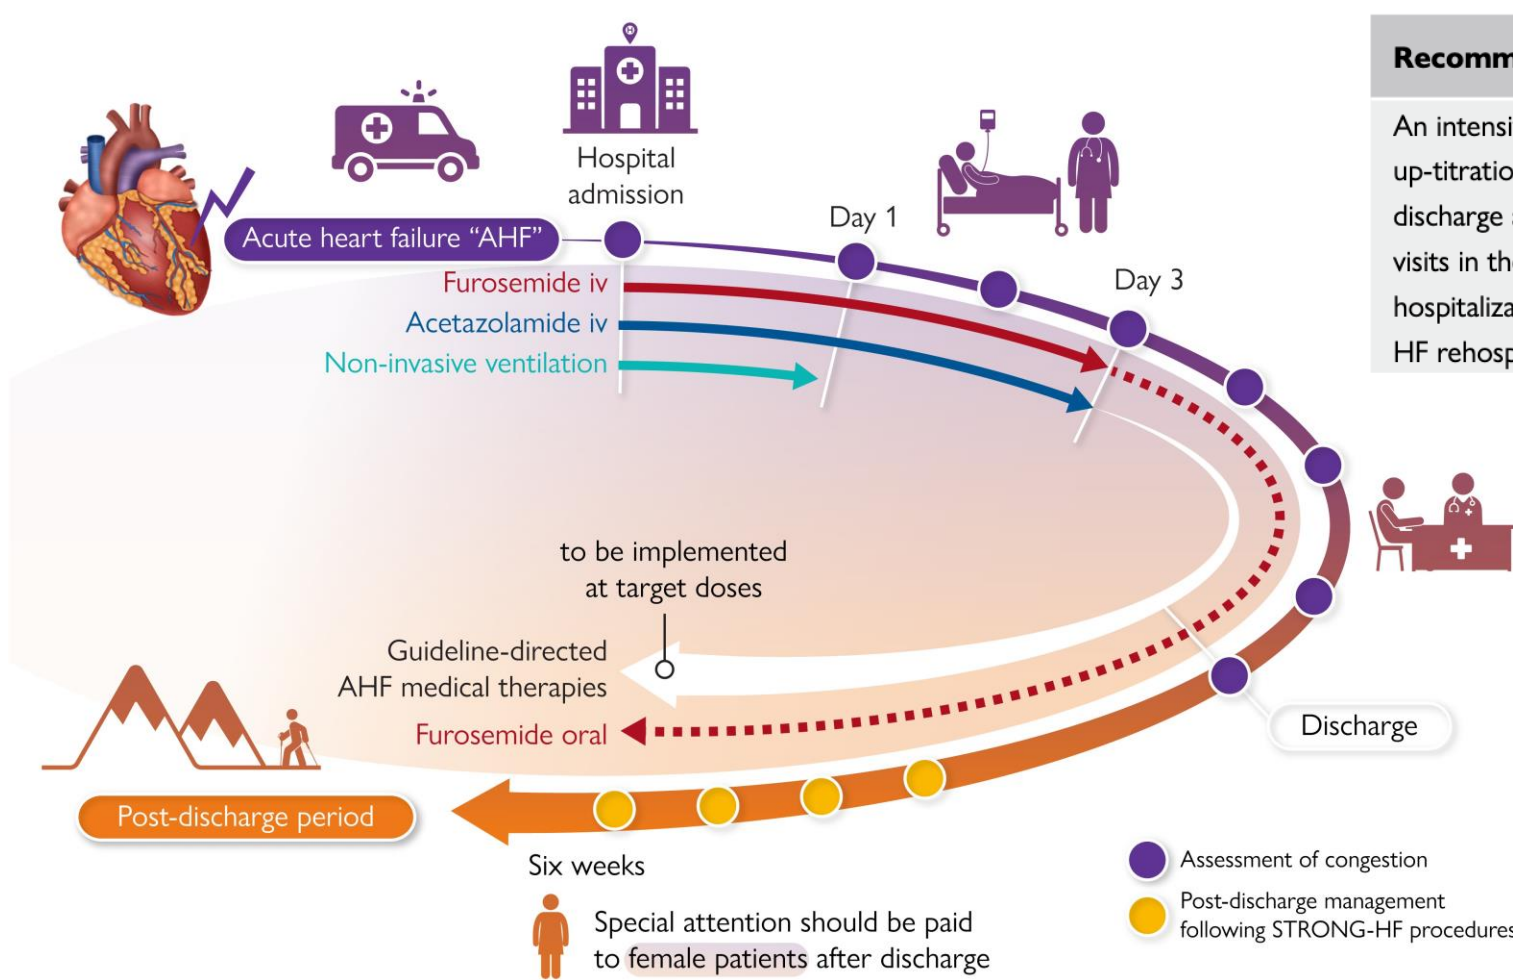 Hospital
admission
Acute heart failure “AHF”
Day 1
Day 3
Furosemide iv
Acetazolamide iv
Non-invasive ventilation
Recomm
An intensi
up-titratio
discharge
visits in th
hospitaliza
HF rehosp
to be implemented
at target doses
Guideline-directed
AHF medical therapies
Furosemide oral
Discharge
Post-discharge period
Six weeks
Special attention should be paid
to female patients after discharge
Assessment of congestion
Post-discharge management
following STRONG-HF procedures